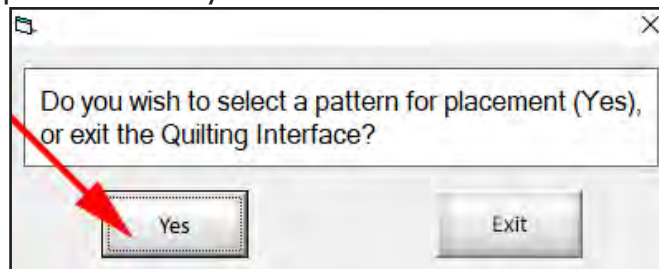 Do you wish to select a pattern for placement (Yes),
or exit the Quilting Interface?
Yes
Exit